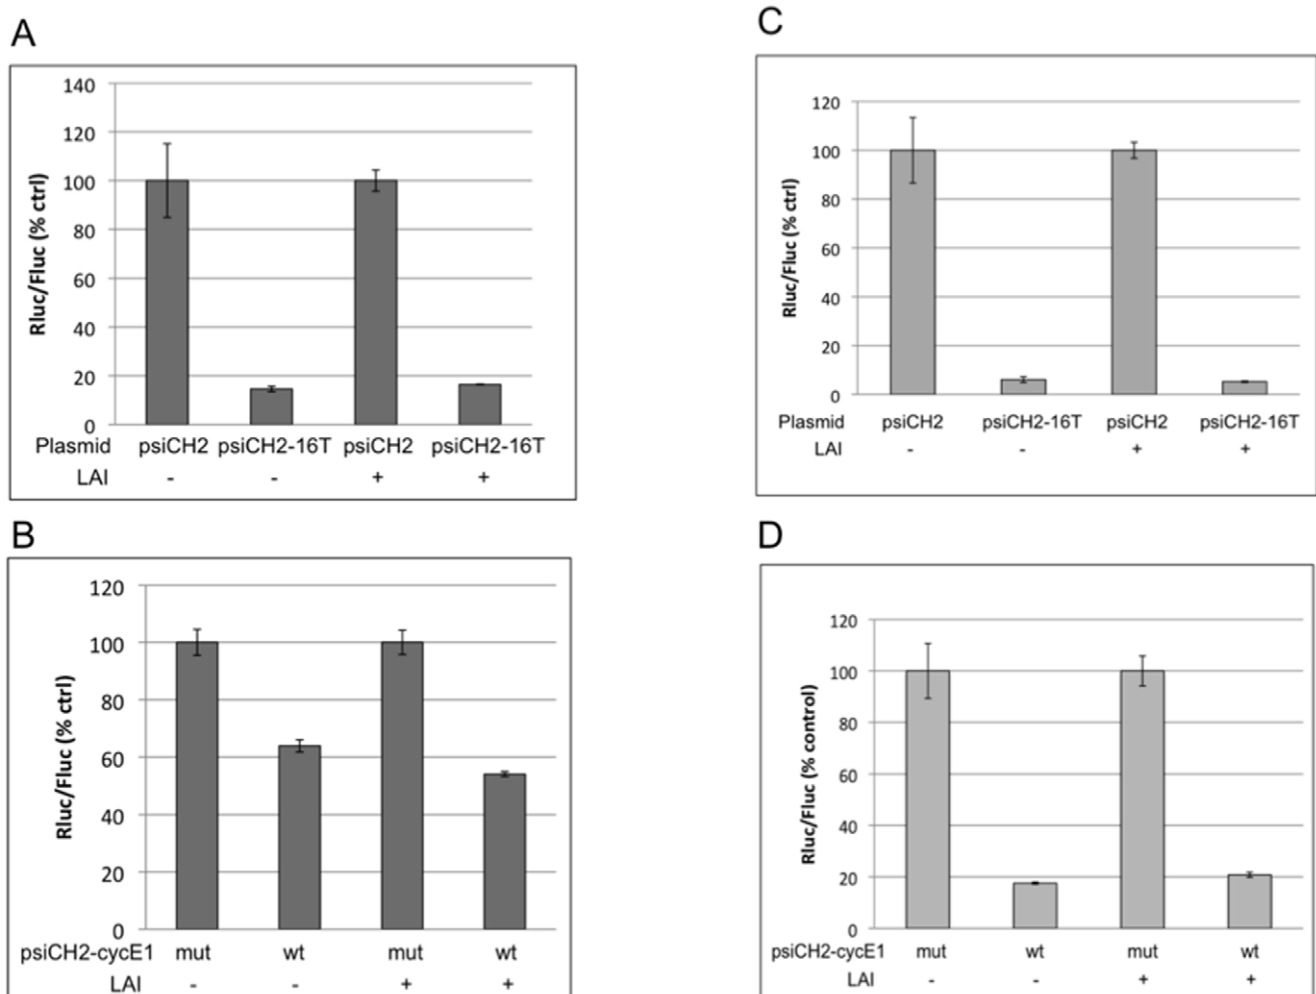 A
140
120
100
80
60
40
20
0
Rluc/Fluc (% ctrl)
Plasmid psiCH2 psiCH2-16T psiCH2 psiCH2-16T
LAI - - + +
B
120
100
80
60
40
20
0
Rluc/Fluc (% ctrl)
psiCH2-cycE1 mut wt mut wt
LAI - - + +
C
120
100
80
60
40
20
0
Rluc/Fluc (% ctrl)
Plasmid psiCH2 psiCH2-16T psiCH2 psiCH2-16T
LAI - - + +
D
120
100
80
60
40
20
0
Rluc/Fluc (% control)
psiCH2-cycE1 mut wt mut wt
LAI - - + +